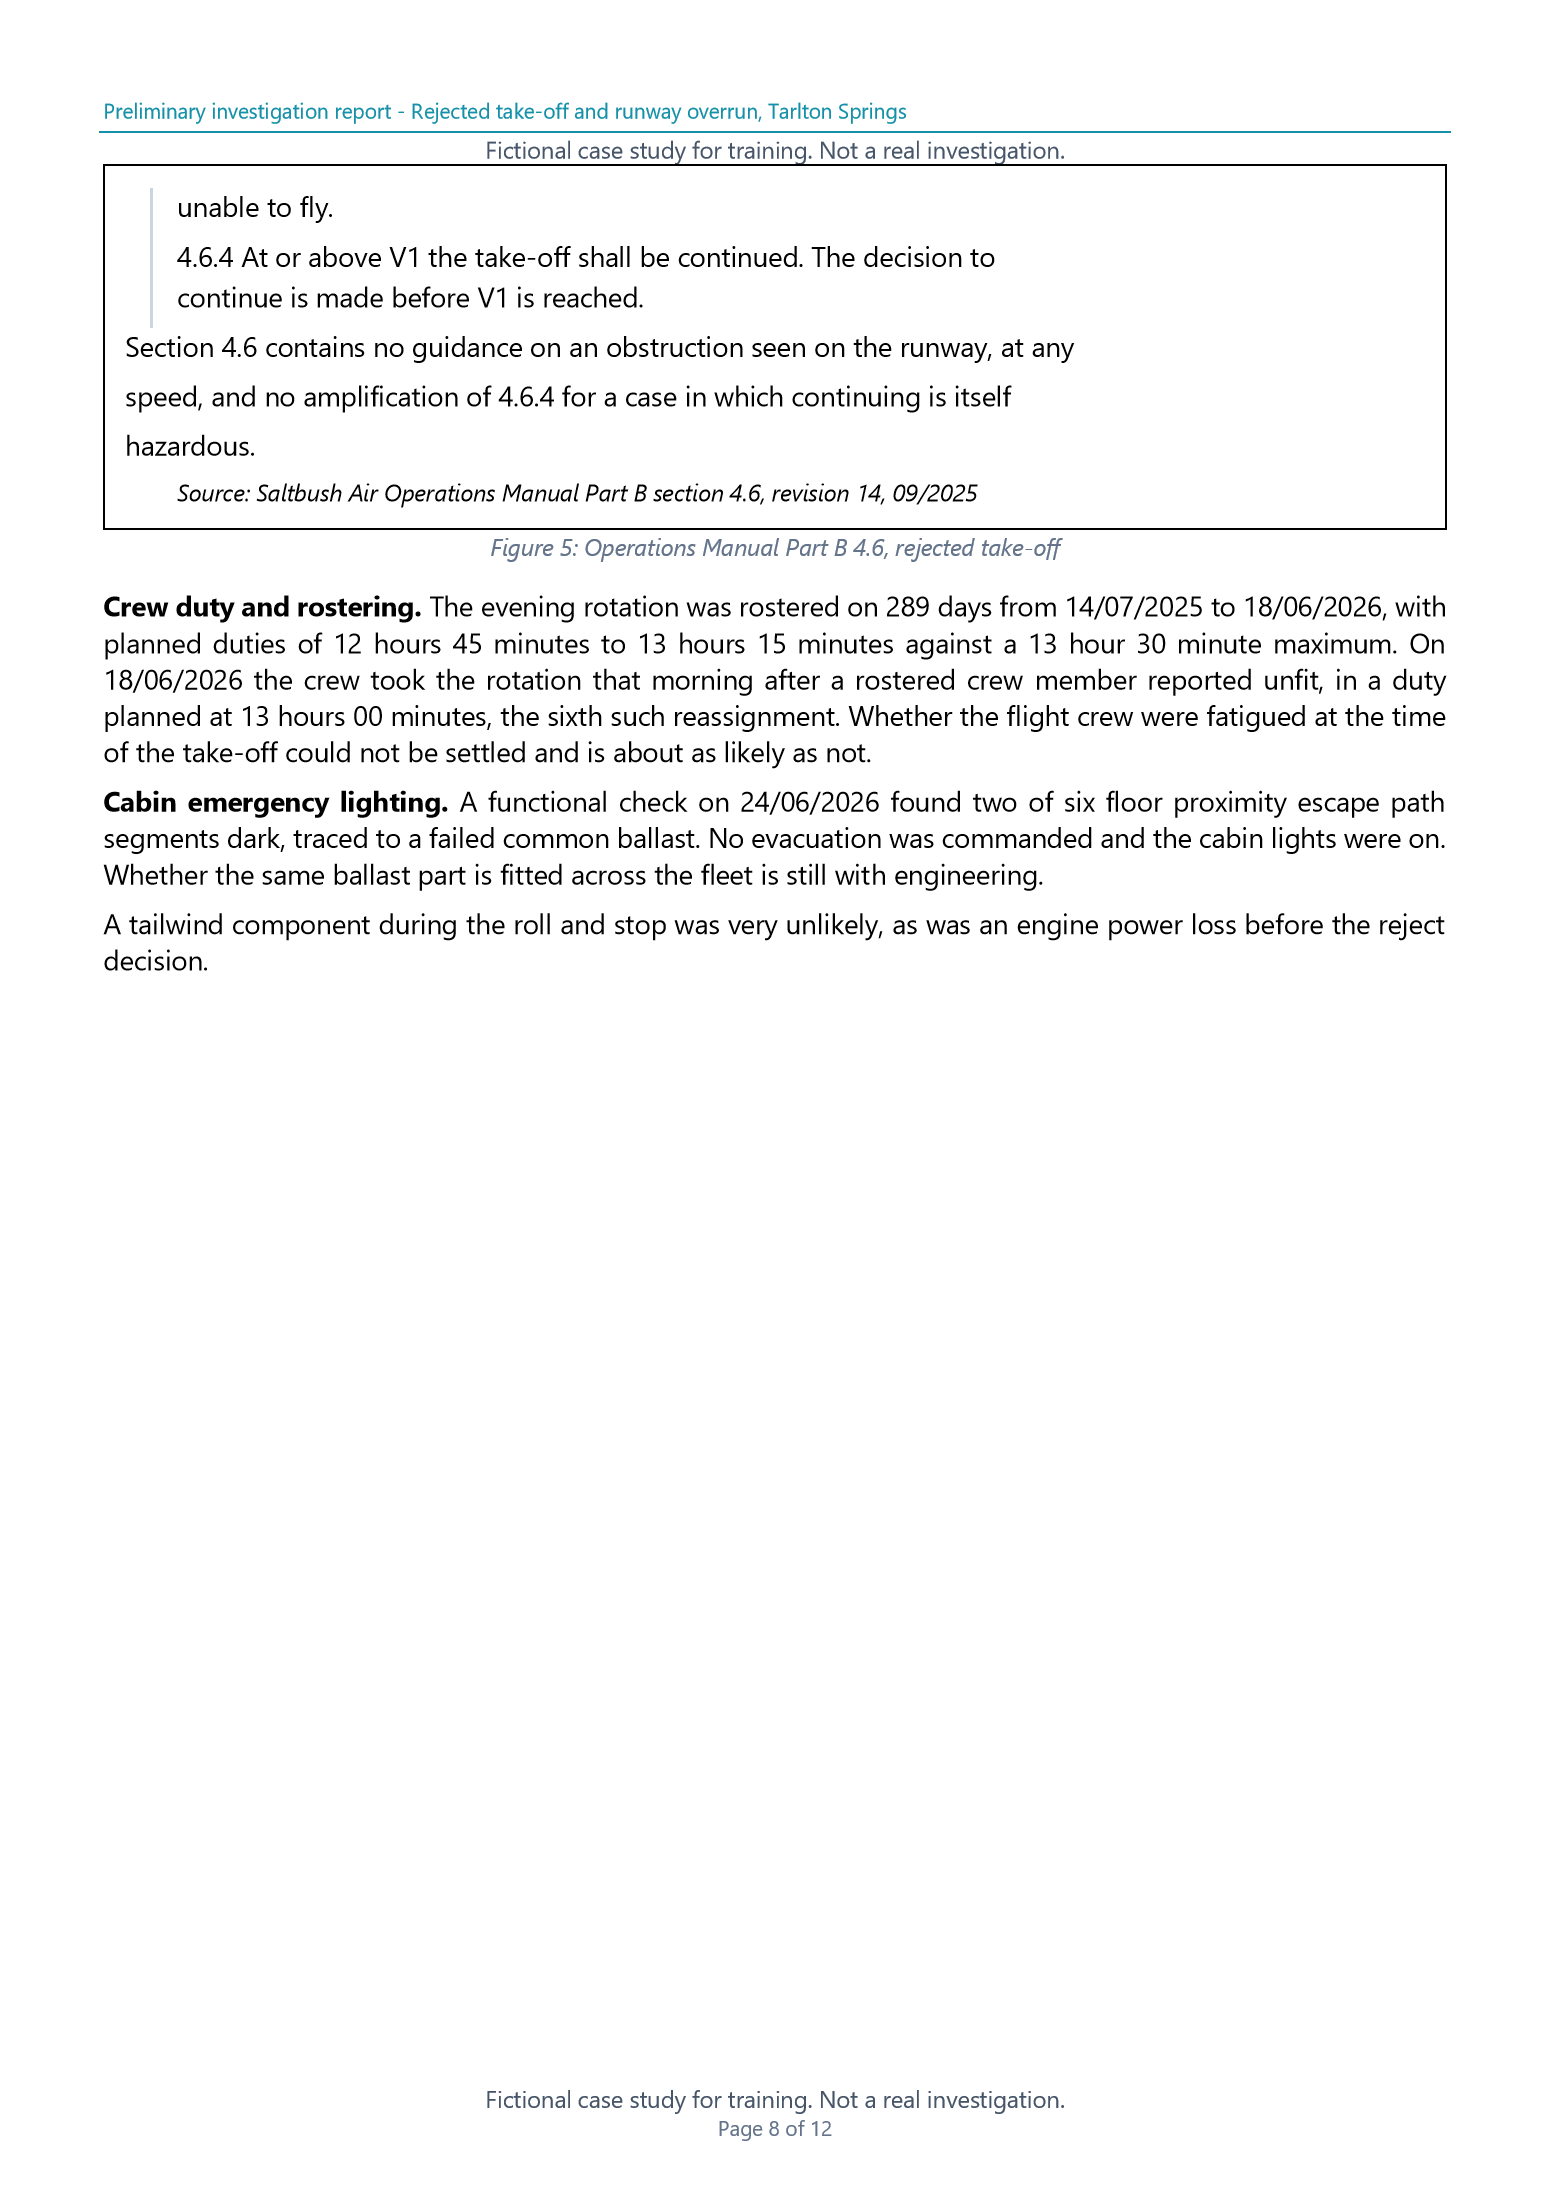 Preliminary investigation report - Rejected take-off and runway overrun, Tarlton Springs
Fictional case study for training. Not a real investigation.
unable to fly.
4.6.4 At or above V1 the take-off shall be continued. The decision to
continue is made before V1 is reached.
Section 4.6 contains no guidance on an obstruction seen on the runway, at any
speed, and no amplification of 4.6.4 for a case in which continuing is itself
hazardous.
Source: Saltbush Air Operations Manual Part B section 4.6, revision 14, 09/2025
Figure 5: Operations Manual Part B 4.6, rejected take-off
Crew duty and rostering. The evening rotation was rostered on 289 days from 14/07/2025 to 18/06/2026, with
planned duties of 12 hours 45 minutes to 13 hours 15 minutes against a 13 hour 30 minute maximum. On
18/06/2026 the crew took the rotation that morning after a rostered crew member reported unfit, in a duty
planned at 13 hours 00 minutes, the sixth such reassignment. Whether the flight crew were fatigued at the time
of the take-off could not be settled and is about as likely as not.
Cabin emergency lighting. A functional check on 24/06/2026 found two of six floor proximity escape path
segments dark, traced to a failed common ballast. No evacuation was commanded and the cabin lights were on.
Whether the same ballast part is fitted across the fleet is still with engineering.
A tailwind component during the roll and stop was very unlikely, as was an engine power loss before the reject
decision.
Fictional case study for training. Not a real investigation.
Page 8 of 12